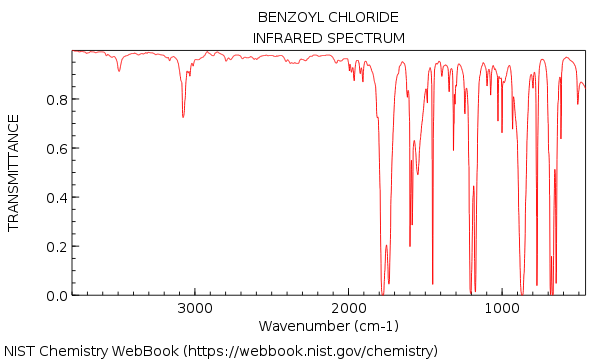 BENZOYL CHLORIDE
INFRARED SPECTRUM
TRANSMITTANCE
0.8
0.6
0.4
0.2
0.0
3000 2000 1000
Wavenumber (cm-1)
NIST Chemistry WebBook (https://webbook.nist.gov/chemistry)